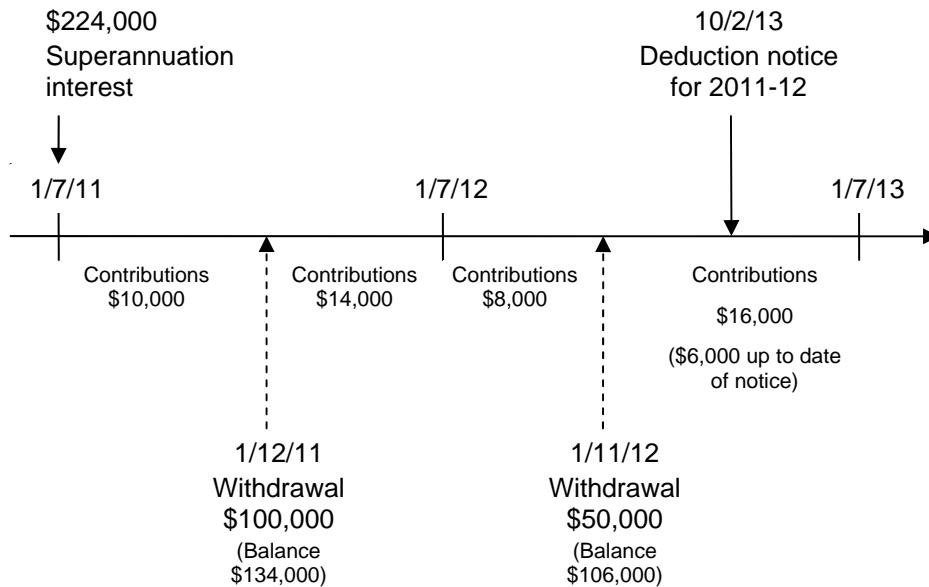 $224,000
Superannuation
interest
10/2/13
Deduction notice
for 2011-12
1/7/11
1/7/12
1/7/13
Contributions
$10,000
Contributions
$14,000
Contributions
$8,000
Contributions
$16,000
($6,000 up to date
of notice)
1/12/11
Withdrawal
$100,000
(Balance
$134,000)
1/11/12
Withdrawal
$50,000
(Balance
$106,000)